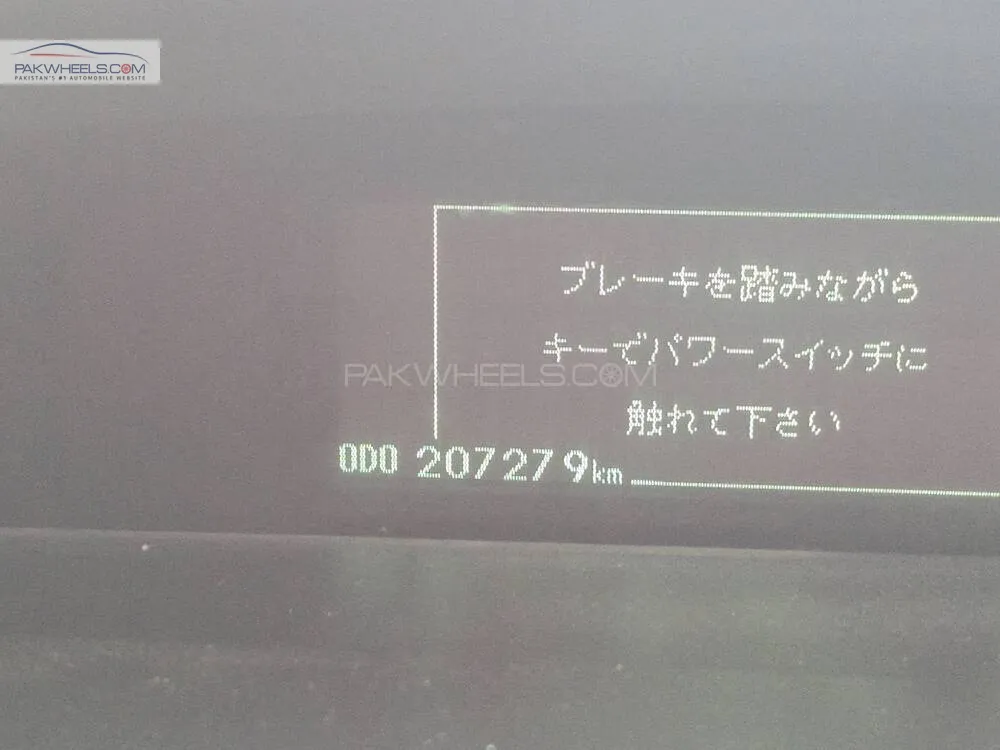 PAKWHEELS.COM
PAKISTAN'S #1 AUTOMOBILE WEBSITE
ブレーキを踏みながら
キーでパワースイッチに
PAKWHEELS.COM
触れて下さい
ODO 207279km